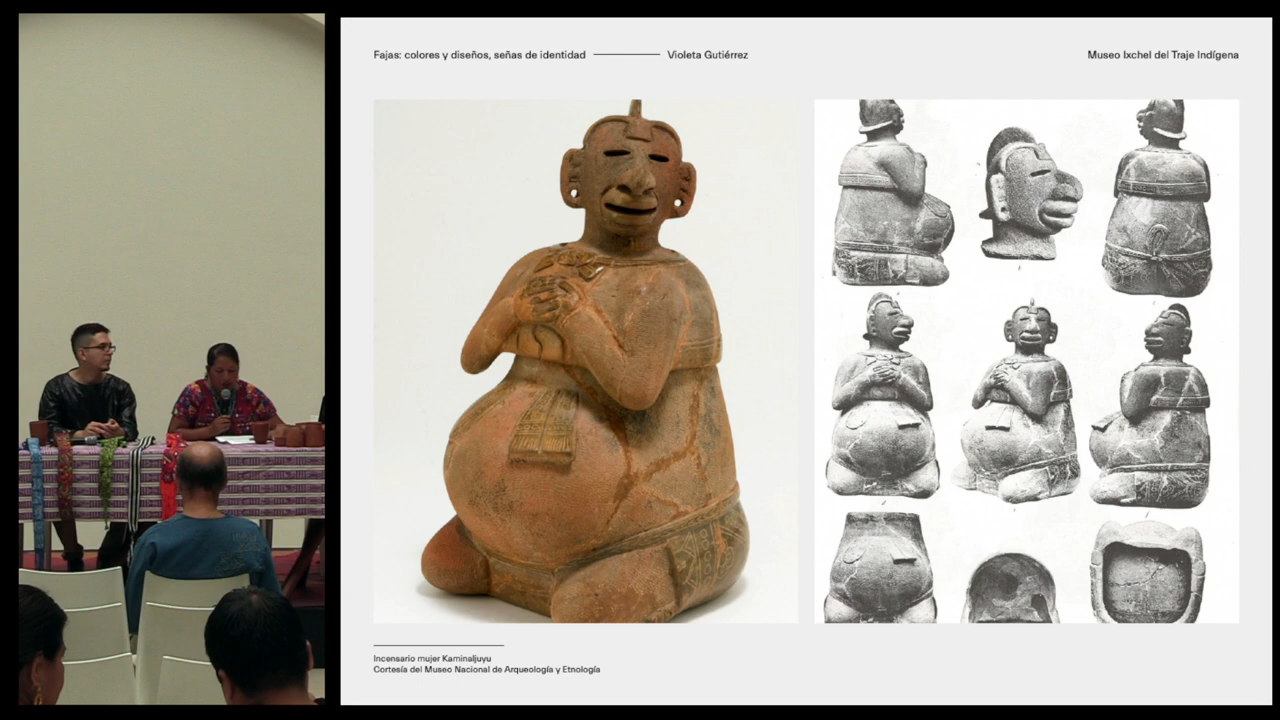 Fajas: colores y diseños, señas de identidad Violeta Gutiérrez
Museo Ixchel del Traje Indígena
Incensario mujer Kaminaljuyu
Cortesía del Museo Nacional de Arqueología y Etnología